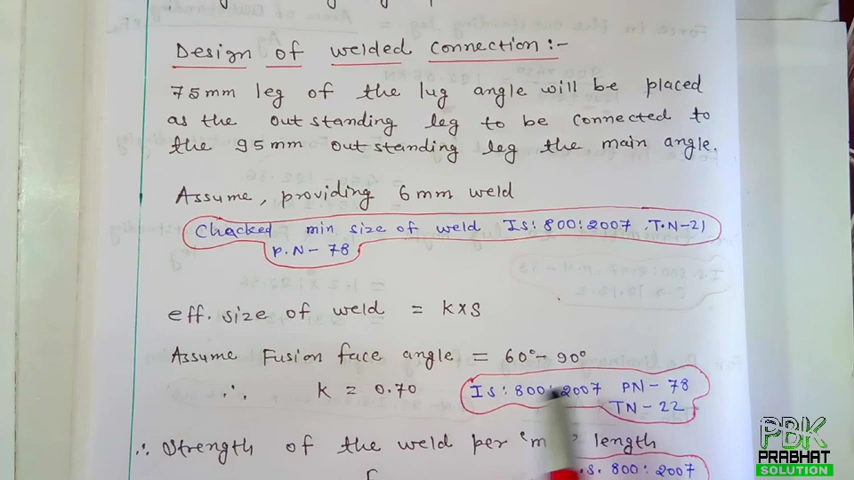 Design of welded connection:-
75mm leg of the lug angle will be placed
as the outstanding leg to be connected to
the 95mm outstanding leg the main angle.
Assume, providing 6mm weld
Chacked min size of weld Is:800:2007 .T.N-21
P.N-78
eff. size of weld = k×s
Assume Fusion face angle = 60°-90°
∴ k = 0.70
Is:800:2007 PN-78
TN-22
∴ Strength of the weld per length
.s. 800:2007
PBK
PRABHAT
SOLUTION